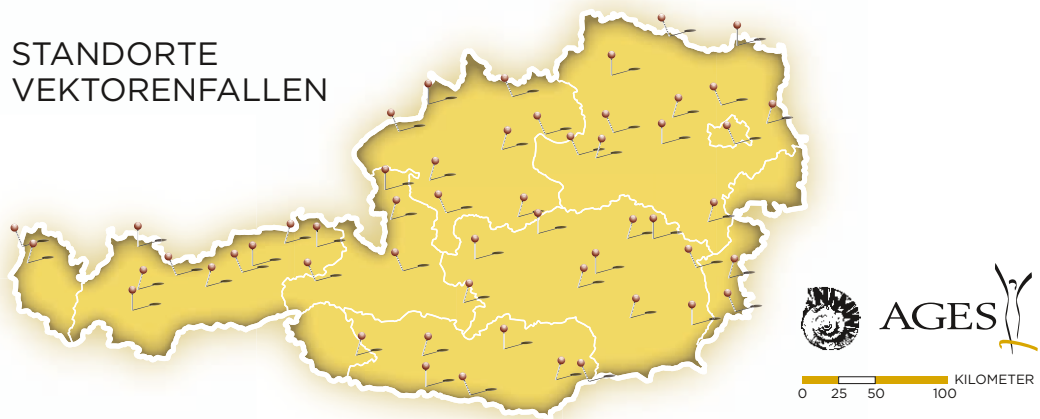 STANDORTE
VEKTORENFALLEN
AGES
KILOMETER
0 25 50 100